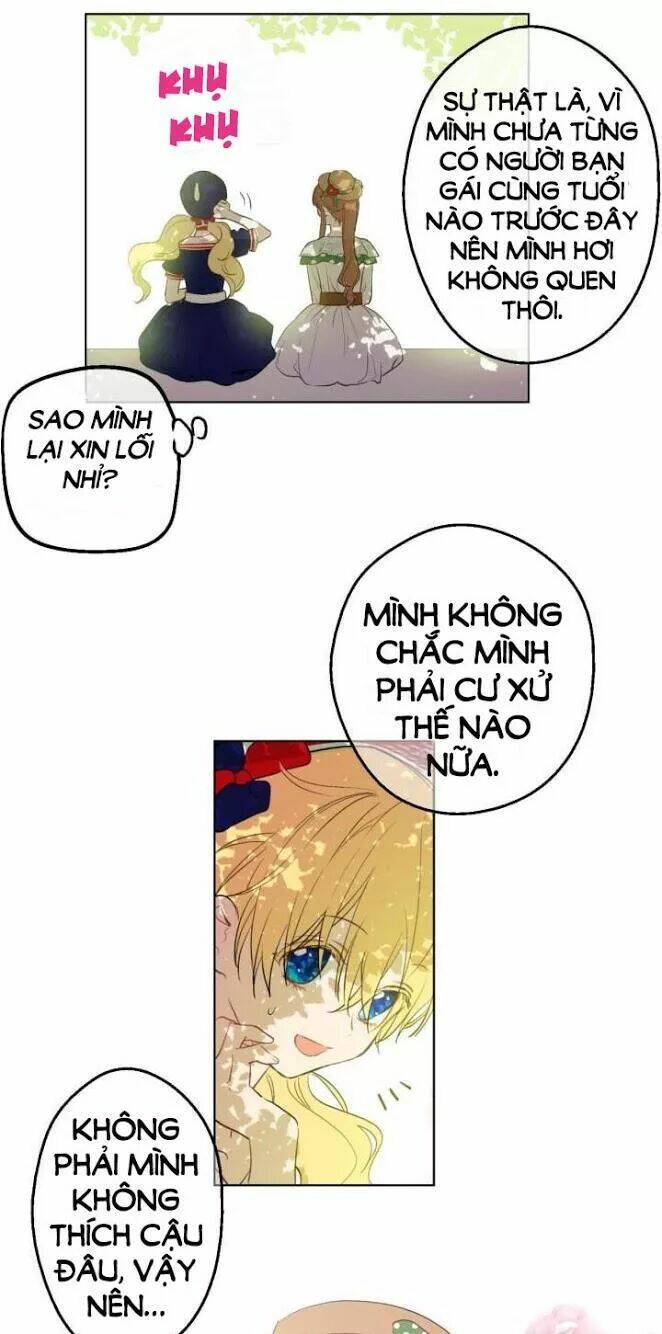 KHỤ
KHỤ
SỰ THẬT LÀ, VÌ
MÌNH CHƯA TỪNG
CÓ NGƯỜI BẠN
GÁI CÙNG TUỔI
NÀO TRƯỚC ĐÂY
NÊN MÌNH HƠI
KHÔNG QUEN
THÔI.
SAO MÌNH
LẠI XIN LỖI
NHỈ?
MÌNH KHÔNG
CHẮC MÌNH
PHẢI CƯ XỬ
THẾ NÀO
NỮA.
KHÔNG
PHẢI MÌNH
KHÔNG
THÍCH CẬU
ĐÂU, VẬY
NÊN...